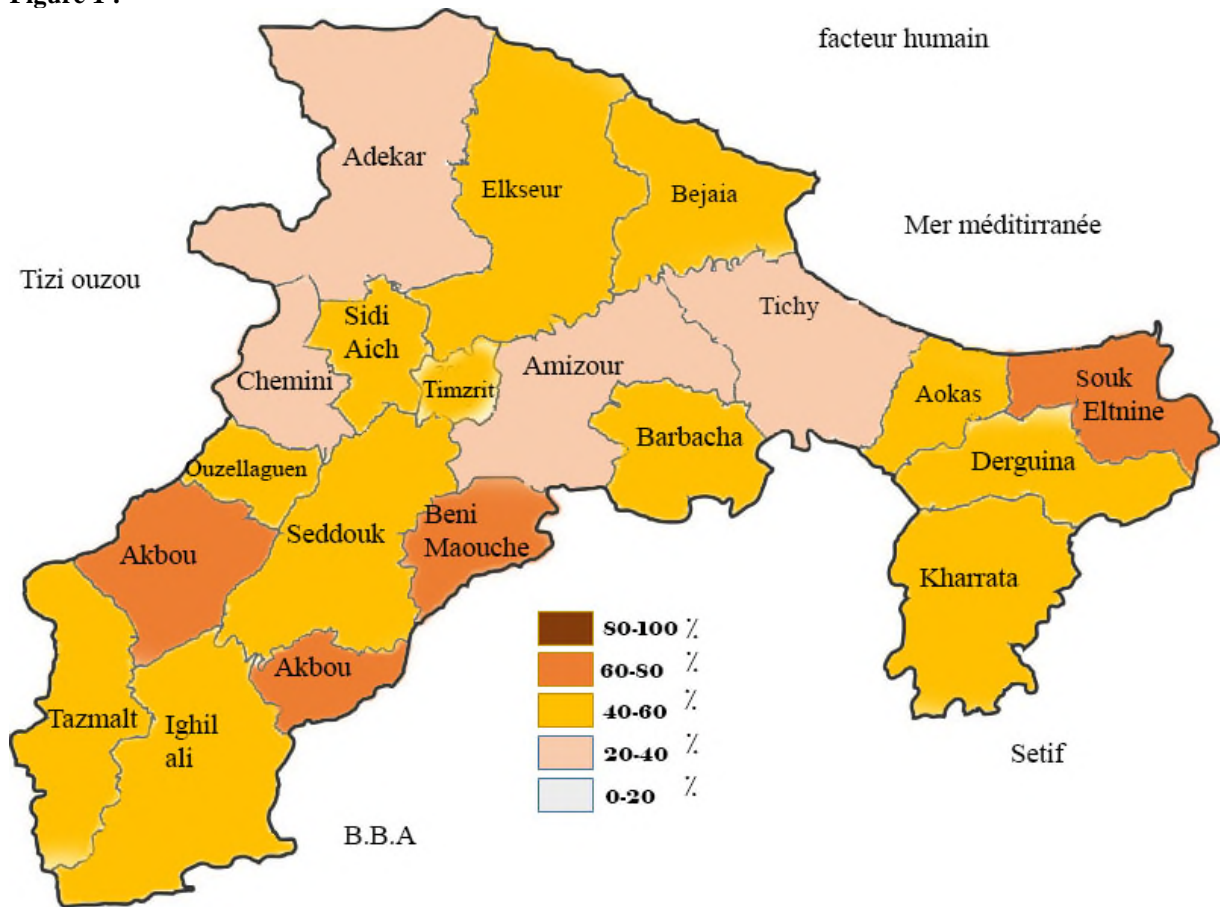 Figure 1 :
facteur humain
Adekar
Elkseur
Bejaia
Mer méditirranée
Tizi ouzou
Tichy
Sidi
Aich
Chemini
Timzrit
Amizour
Aokas
Souk
Eltnine
Barbacha
Derguina
Ouzellaguen
Akbou
Seddouk
Beni
Maouche
Kharrata
80-100 %
60-80 %
40-60 %
20-40 %
0-20 %
Akbou
Tazmalt
Ighil
ali
Setif
B.B.A